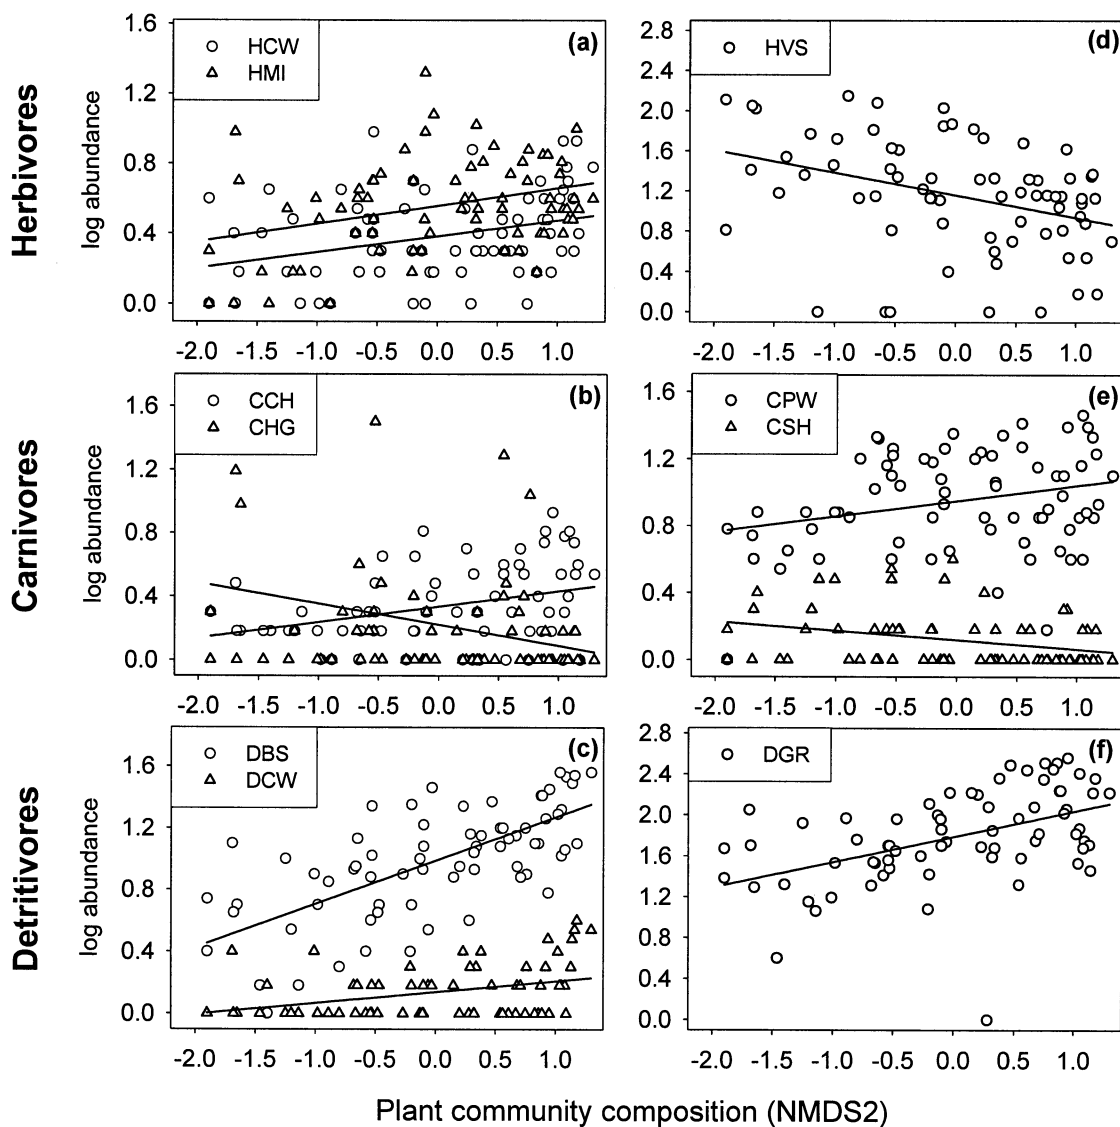 Herbivores
log abundance
(a)
HCW
HMI
1.6
1.2
0.8
0.4
0.0
-2.0 -1.5 -1.0 -0.5 0.0 0.5 1.0
(d)
HVS
2.8
2.4
2.0
1.6
1.2
0.8
0.4
0.0
-2.0 -1.5 -1.0 -0.5 0.0 0.5 1.0
Carnivores
log abundance
(b)
CCH
CHG
1.6
1.2
0.8
0.4
0.0
-2.0 -1.5 -1.0 -0.5 0.0 0.5 1.0
(e)
CPW
CSH
1.6
1.2
0.8
0.4
0.0
-2.0 -1.5 -1.0 -0.5 0.0 0.5 1.0
Detritivores
log abundance
(c)
DBS
DCW
1.6
1.2
0.8
0.4
0.0
-2.0 -1.5 -1.0 -0.5 0.0 0.5 1.0
(f)
DGR
2.8
2.4
2.0
1.6
1.2
0.8
0.4
0.0
-2.0 -1.5 -1.0 -0.5 0.0 0.5 1.0
Plant community composition (NMDS2)